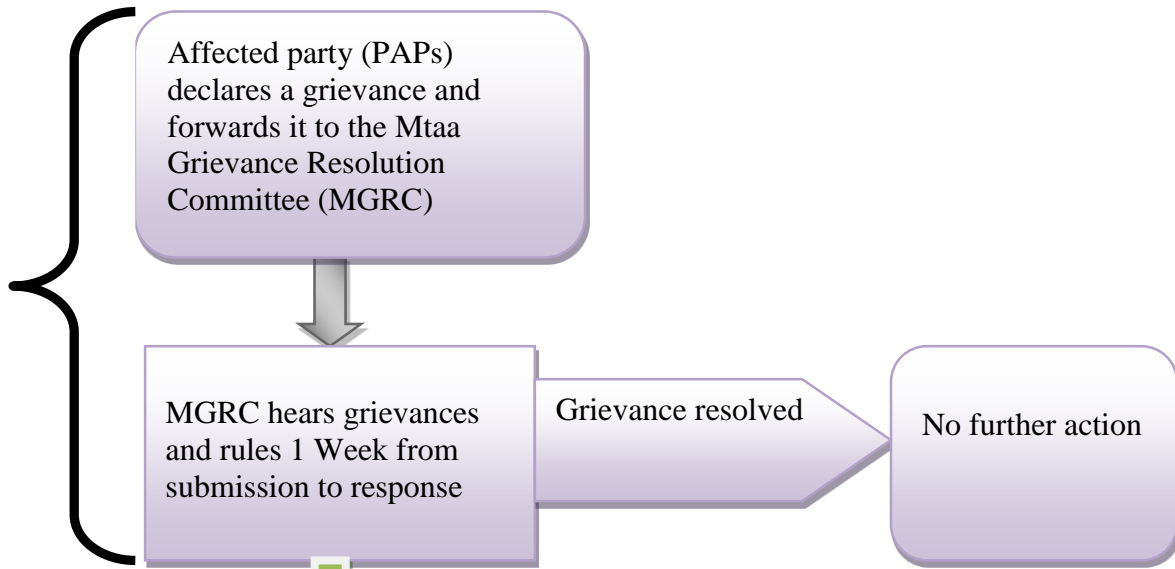 Affected party (PAPs)
declares a grievance and
forwards it to the Mtaa
Grievance Resolution
Committee (MGRC)
MGRC hears grievances
and rules 1 Week from
submission to response
Grievance resolved
No further action